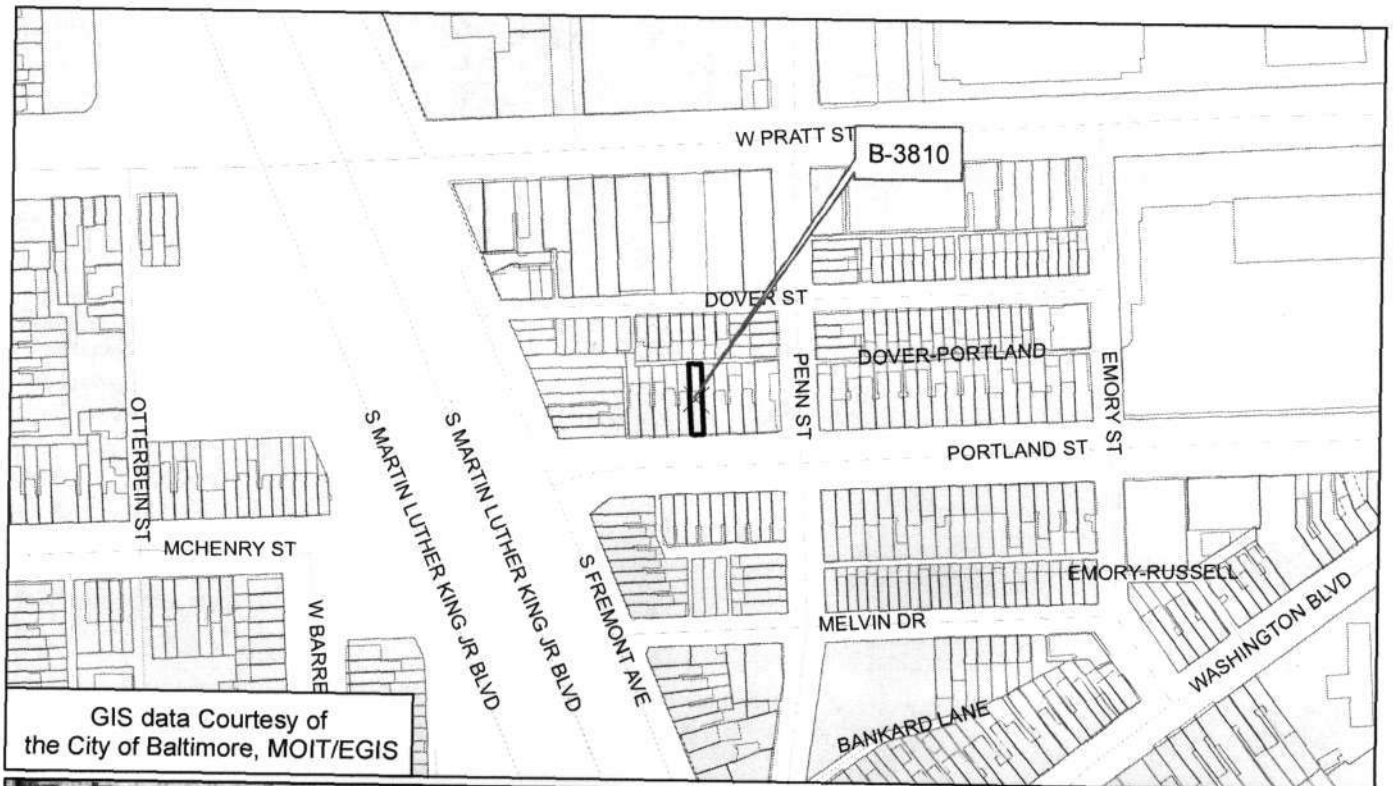 W PRATT ST
B-3810
DOVER ST
DOVER-PORTLAND
PENN ST
EMORY ST
OTTERBEIN ST
S MARTIN LUTHER KING JR BLVD
S MARTIN LUTHER KING JR BLVD
PORTLAND ST
MCHENRY ST
S FREMONT AVE
EMORY-RUSSELL
W BARRE
MELVIN DR
WASHINGTON BLVD
BANKARD LANE
GIS data Courtesy of
the City of Baltimore, MOIT/EGIS